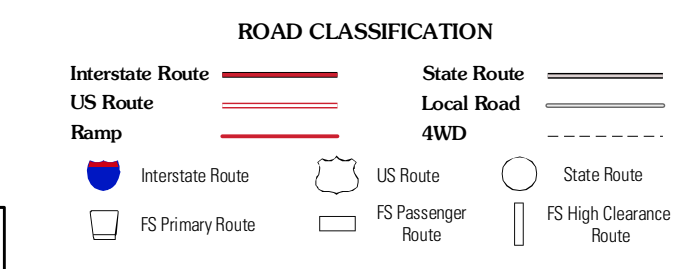 ROAD CLASSIFICATION
Interstate Route State Route
US Route Local Road
Ramp 4WD
Interstate Route US Route State Route
FS Primary Route FS Passenger Route FS High Clearance Route